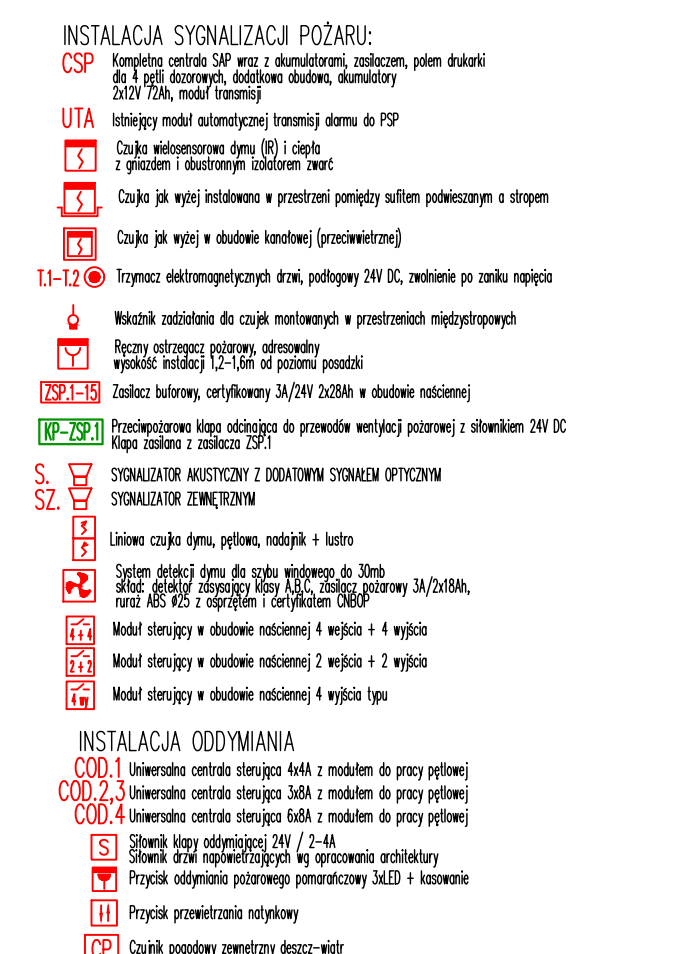 INSTALACJA SYGNALIZACJI POŻARU:
CSP Kompletna centrala SAP wraz z akumulatorami, zasilaczem, polem drukarki
dla 4 pętli dozorowych, dodatkowa obudowa, akumulatory
2x12V 72Ah, moduł transmisji
UTA Istniejący moduł automatycznej transmisji alarmu do PSP
Czujka wielosensorowa dymu (IR) i ciepła
z gniazdem i obustronnym izolatorem zwarć
Czujka jak wyżej instalowana w przestrzeni pomiędzy sufitem podwieszanym a stropem
Czujka jak wyżej w obudowie kanałowej (przeciwwietrznej)
T.1-T.2 Trzymacz elektromagnetycznych drzwi, podłogowy 24V DC, zwolnienie po zaniku napięcia
Wskaźnik zadziałania dla czujek montowanych w przestrzeniach międzystropowych
Ręczny ostrzegacz pożarowy, adresowalny
wysokość instalacji 1,2-1,6m od poziomu posadzki
ZSP.1-15 Zasilacz buforowy, certyfikowany 3A/24V 2x28Ah w obudowie naściennej
KP-ZSP.1 Przeciwpożarowa klapa odcinająca do przewodów wentylacji pożarowej z siłownikiem 24V DC
Klapa zasilana z zasilacza ZSP.1
S. SYGNALIZATOR AKUSTYCZNY Z DODATOWYM SYGNAŁEM OPTYCZNYM
SZ. SYGNALIZATOR ZEWNĘTRZNYM
Liniowa czujka dymu, pętlowa, nadajnik + lustro
System detekcji dymu dla szybu windowego do 30mb
skład: detektor zasysający klasy A,B,C, zasilacz pożarowy 3A/2x18Ah,
ruraż ABS Ø25 z osprzętem i certyfikatem CNBOP
4+4 Moduł sterujący w obudowie naściennej 4 wejścia + 4 wyjścia
2+2 Moduł sterujący w obudowie naściennej 2 wejścia + 2 wyjścia
4 wy Moduł sterujący w obudowie naściennej 4 wyjścia typu
INSTALACJA ODDYMIANIA
COD.1 Uniwersalna centrala sterująca 4x4A z modułem do pracy pętlowej
COD.2,3 Uniwersalna centrala sterująca 3x8A z modułem do pracy pętlowej
COD.4 Uniwersalna centrala sterująca 6x8A z modułem do pracy pętlowej
S Siłownik klapy oddymiającej 24V / 2-4A
Siłownik drzwi napowietrzających wg opracowania architektury
Przycisk oddymiania pożarowego pomarańczowy 3xLED + kasowanie
Przycisk przewietrzania natynkowy
CP Czujnik pogodowy zewnętrzny deszcz-wiatr